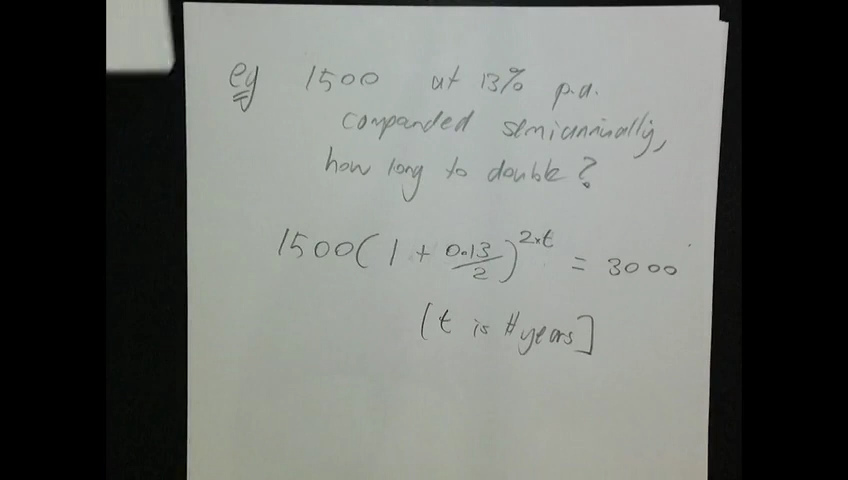 eg 1500 at 13% p.a.
compounded semiannually,
how long to double?
1500(1 + 0.13/2)^2×t = 3000
(t is # years]